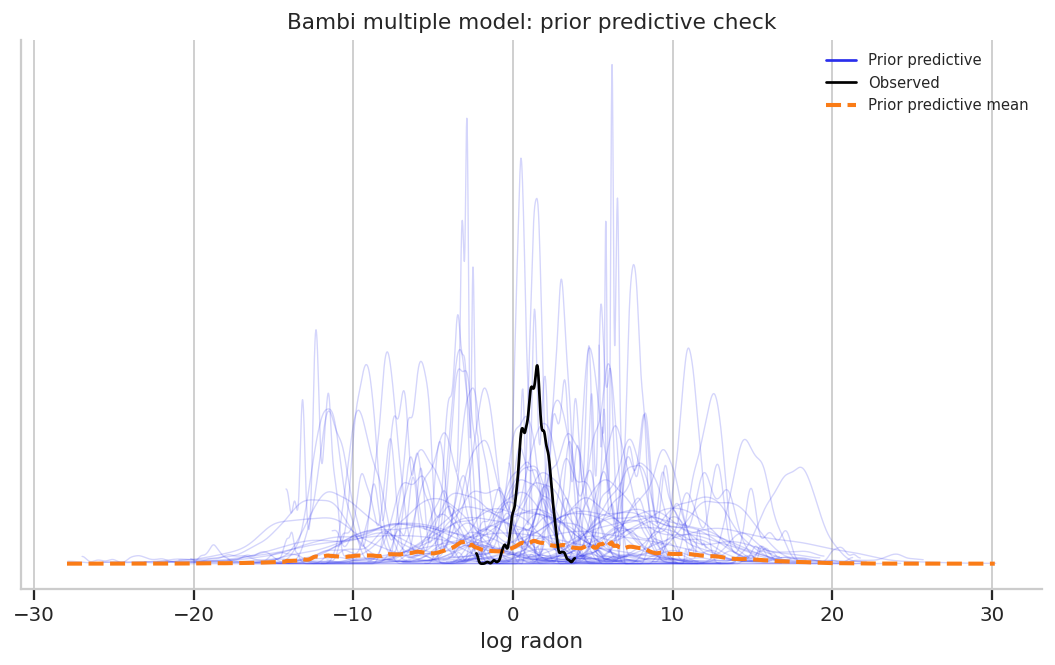 Bambi multiple model: prior predictive check
Prior predictive
Observed
Prior predictive mean
−30 −20 −10 0 10 20 30
log radon